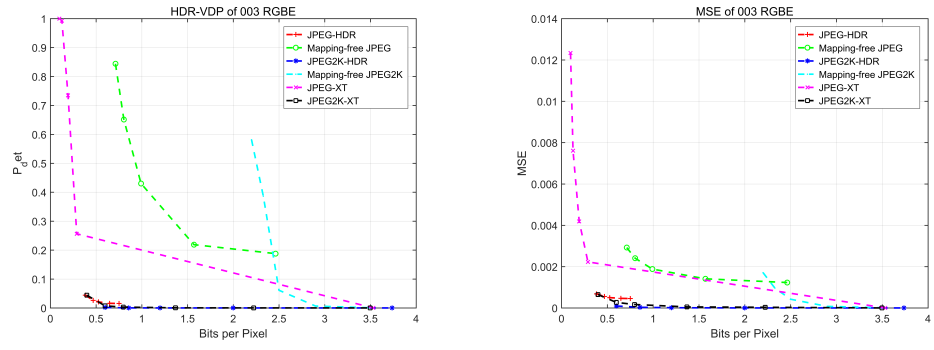 HDR-VDP of 003 RGBE
1
0.9
0.8
0.7
0.6
0.5
0.4
0.3
0.2
0.1
0
P_det
0 0.5 1 1.5 2 2.5 3 3.5 4
Bits per Pixel
JPEG-HDR
Mapping-free JPEG
JPEG2K-HDR
Mapping-free JPEG2K
JPEG-XT
JPEG2K-XT
MSE of 003 RGBE
0.014
0.012
0.01
0.008
0.006
0.004
0.002
0
MSE
0 0.5 1 1.5 2 2.5 3 3.5 4
Bits per Pixel
JPEG-HDR
Mapping-free JPEG
JPEG2K-HDR
Mapping-free JPEG2K
JPEG-XT
JPEG2K-XT